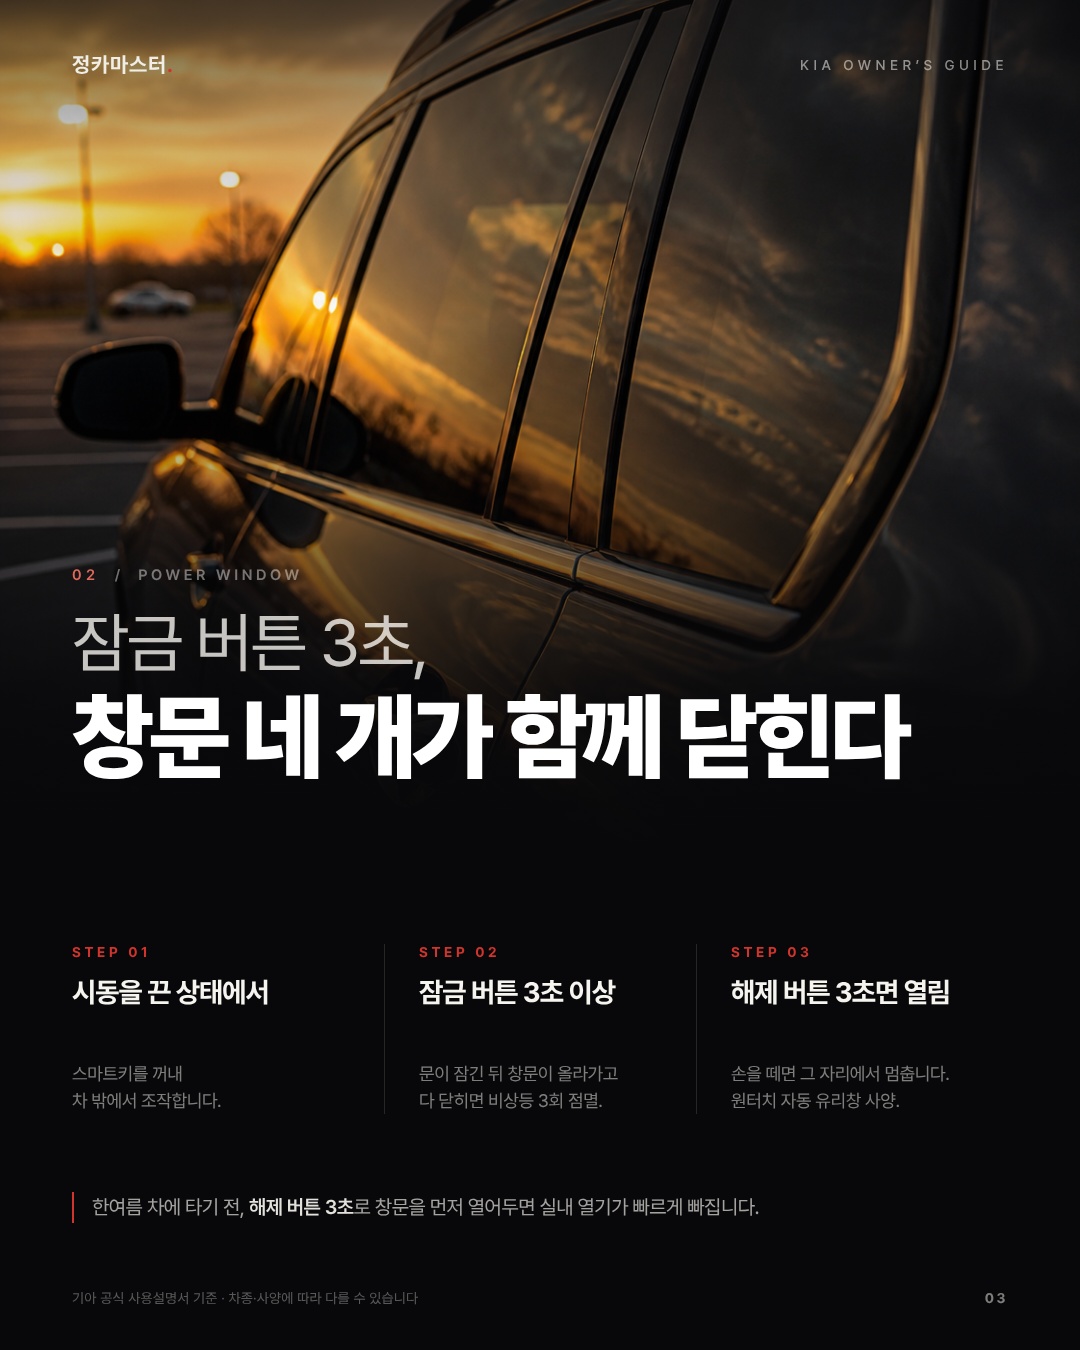 정카마스터.
KIA OWNER'S GUIDE
02 / POWER WINDOW
잠금 버튼 3초,
창문 네 개가 함께 닫힌다
STEP 01
시동을 끈 상태에서
스마트키를 꺼내
차 밖에서 조작합니다.
STEP 02
잠금 버튼 3초 이상
문이 잠긴 뒤 창문이 올라가고
다 닫히면 비상등 3회 점멸.
STEP 03
해제 버튼 3초면 열림
손을 떼면 그 자리에서 멈춥니다.
원터치 자동 유리창 사양.
한여름 차에 타기 전, 해제 버튼 3초로 창문을 먼저 열어두면 실내 열기가 빠르게 빠집니다.
기아 공식 사용설명서 기준 · 차종·사양에 따라 다를 수 있습니다
03